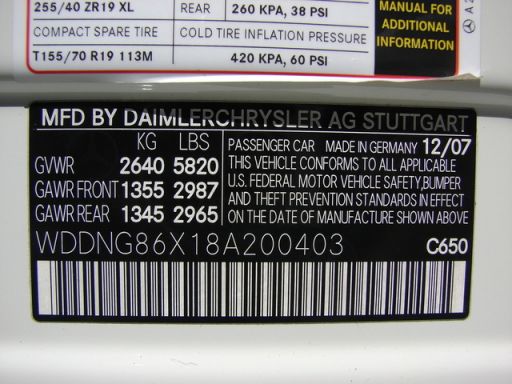 255/40 ZR19 XL REAR 260 KPA, 38 PSI
COMPACT SPARE TIRE COLD TIRE INFLATION PRESSURE
T155/70 R19 113M 420 KPA, 60 PSI
MANUAL FOR
ADDITIONAL
INFORMATION
A 2
MFD BY DAIMLERCHRYSLER AG STUTTGART
KG LBS
GVWR 2640 5820
GAWR FRONT 1355 2987
GAWR REAR 1345 2965
PASSENGER CAR MADE IN GERMANY 12/07
THIS VEHICLE CONFORMS TO ALL APPLICABLE
U.S. FEDERAL MOTOR VEHICLE SAFETY,BUMPER
AND THEFT PREVENTION STANDARDS IN EFFECT
ON THE DATE OF MANUFACTURE SHOWN ABOVE
WDDNG86X18A200403 C650